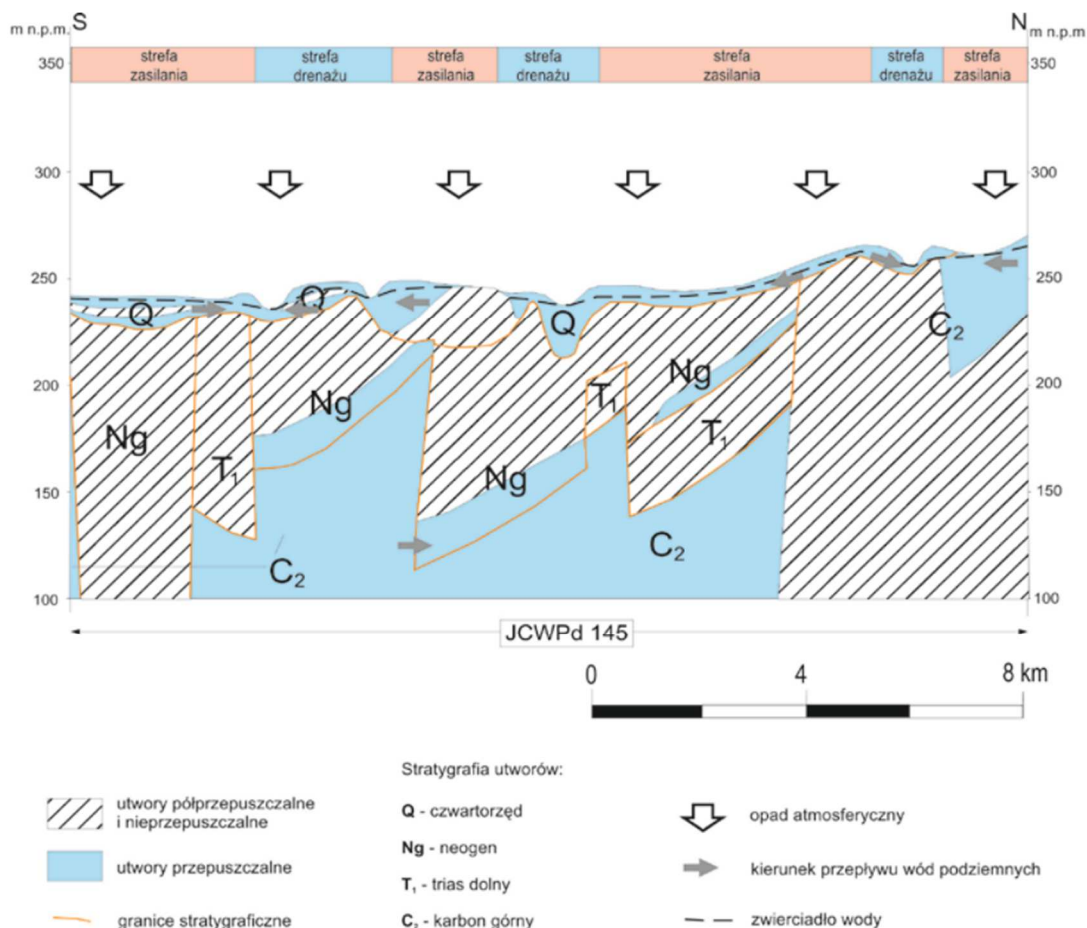 S
N
m n.p.m.
m n.p.m
strefa
zasilania
strefa
drenażu
strefa
zasilania
strefa
drenażu
strefa
zasilania
strefa
drenażu
strefa
zasilania
350
350
300
300
250
250
200
200
150
150
100
100
Q
Q
Q
Ng
T₁
Ng
Ng
T₁
Ng
T₁
C₂
C₂
C₂
JCWPd 145
0 4 8 km
Stratygrafia utworów:
utwory półprzepuszczalne
i nieprzepuszczalne
utwory przepuszczalne
granice stratygraficzne
Q - czwartorzęd
Ng - neogen
T₁ - trias dolny
C₂ - karbon górny
opad atmosferyczny
kierunek przepływu wód podziemnych
zwierciadło wody